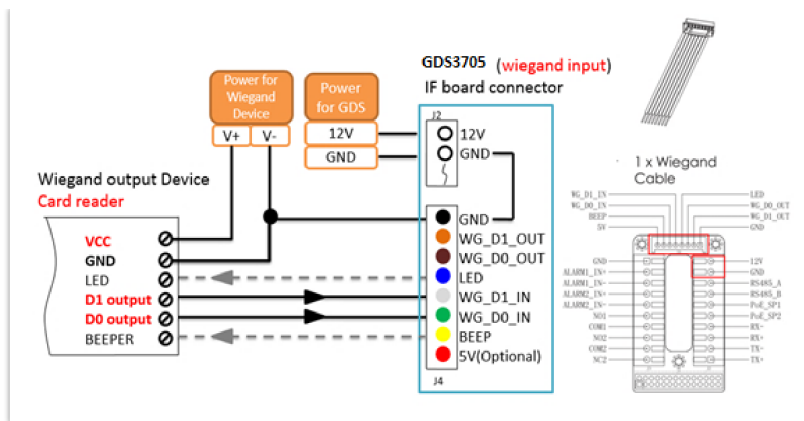 GDS3705 (wiegand input)
IF board connector
Power for
Wiegand
Device
V+ V-
Power
for GDS
12V
GND
J2
12V
GND
Wiegand output Device
Card reader
VCC
GND
LED
D1 output
D0 output
BEEPER
GND
WG_D1_OUT
WG_D0_OUT
LED
WG_D1_IN
WG_D0_IN
BEEP
5V(Optional)
J4
1 x Wiegand
Cable
WG_D1_IN
WG_D0_IN
BEEP
5V
LED
WG_D0_OUT
WG_D1_OUT
GND
GND
ALARM1_IN+
ALARM1_IN-
ALARM2_IN+
ALARM2_IN-
NO1
COM1
NO2
COM2
NC2
12V
GND
RS485_A
RS485_B
PoE_SP1
PoE_SP2
RX-
RX+
TX-
TX+